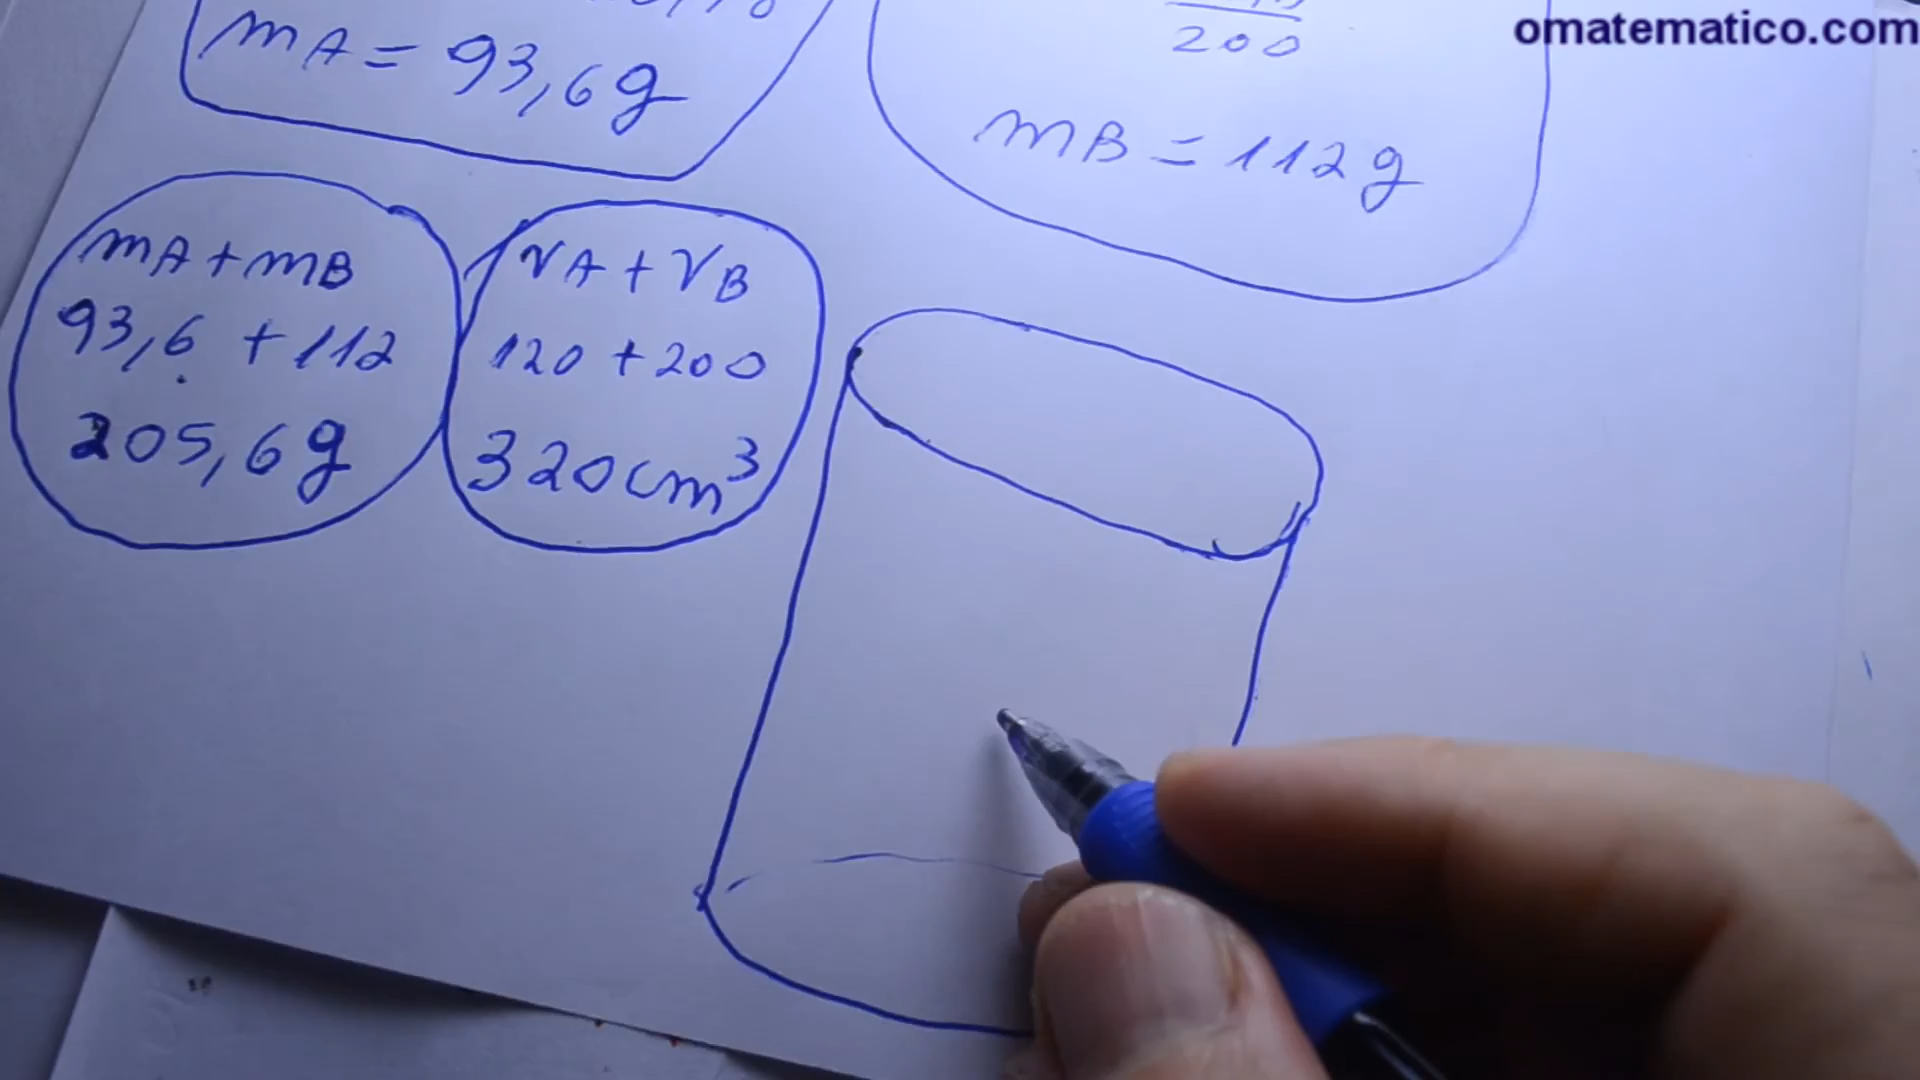 omatematico.com
mA = 93,6g
200
mB = 112g
mA + mB
93,6 + 112
205,6g
vA + vB
120 + 200
320cm³